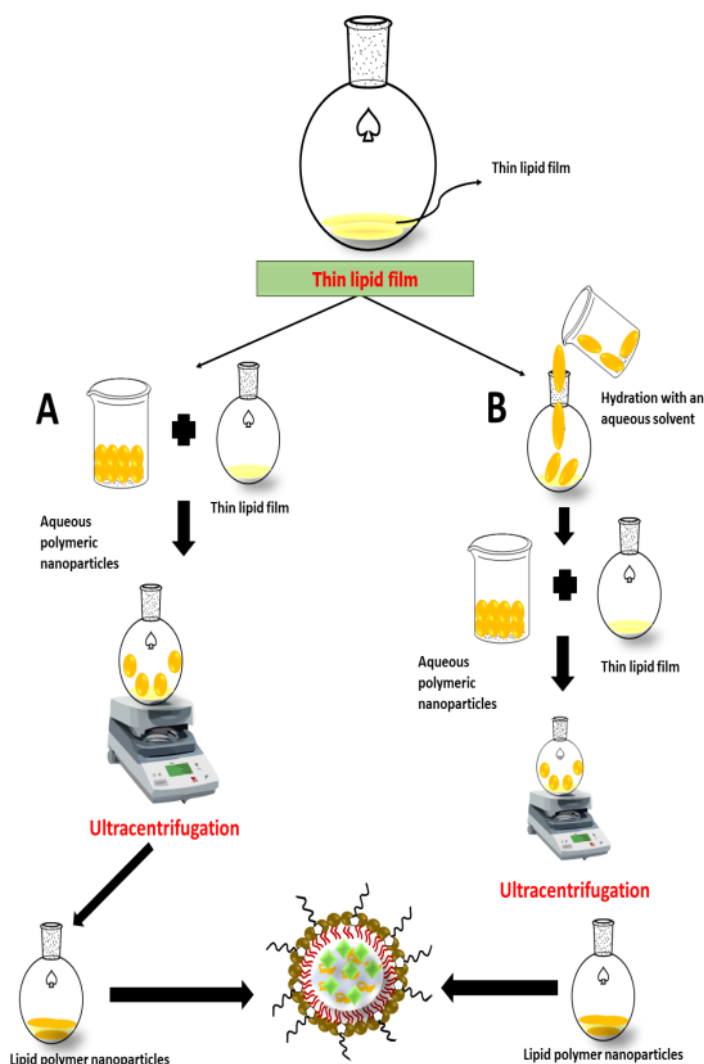 Thin lipid film
Thin lipid film
A
Thin lipid film
Aqueous
polymeric
nanoparticles
B
Hydration with an
aqueous solvent
Aqueous
polymeric
nanoparticles
Thin lipid film
Ultracentrifugation
Ultracentrifugation
Lipid polymer nanoparticles
Lipid polymer nanoparticles